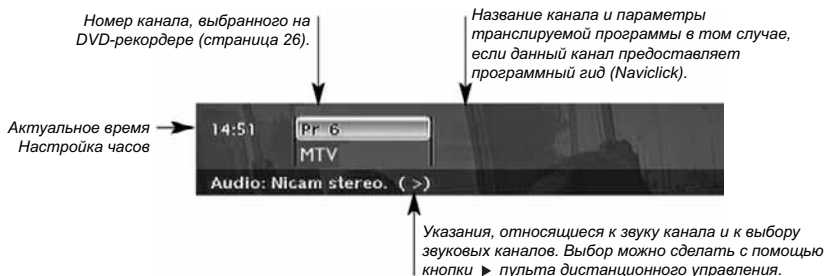 Номер канала, выбранного на
DVD-рекордере (страница 26).
Название канала и параметры
транслируемой программы в том случае,
если данный канал предоставляет
программный гид (Naviclick).
Актуальное время
Настройка часов
14:51
Pr 6
MTV
Audio: Nicam stereo. ( >)
Указания, относящиеся к звуку канала и к выбору
звуковых каналов. Выбор можно сделать с помощью
кнопки ▶ пульта дистанционного управления.